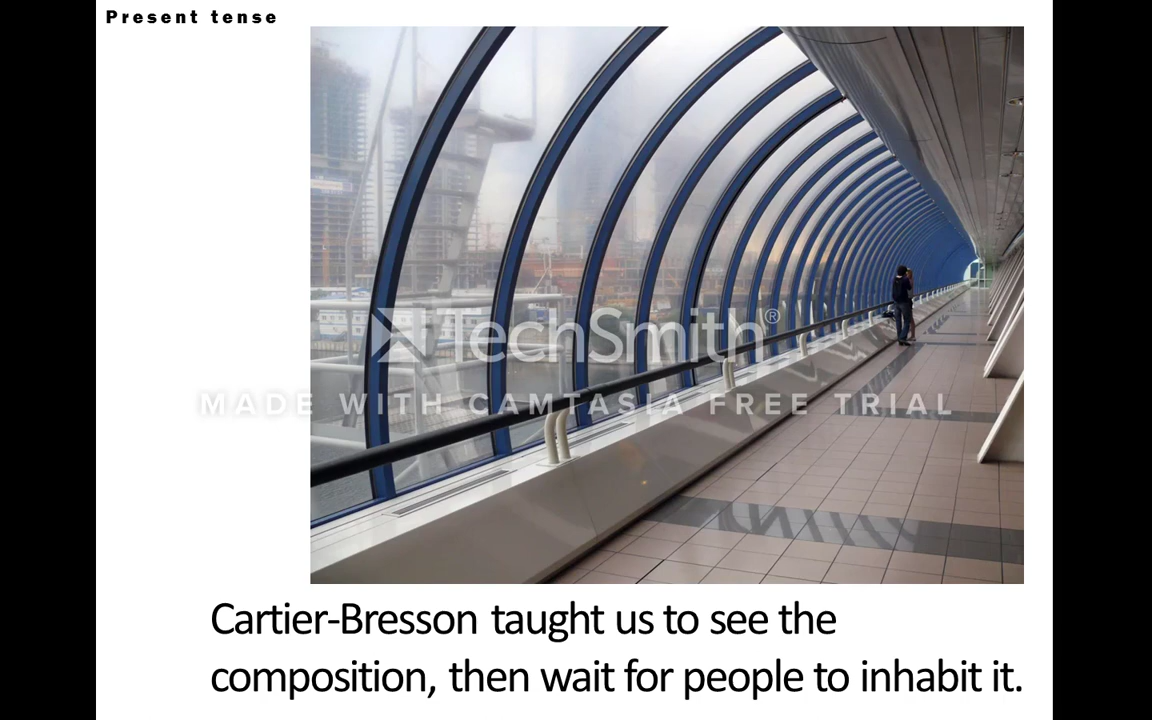 Present tense
TechSmith®
MADE WITH CAMTASIA FREE TRIAL
Cartier-Bresson taught us to see the
composition, then wait for people to inhabit it.